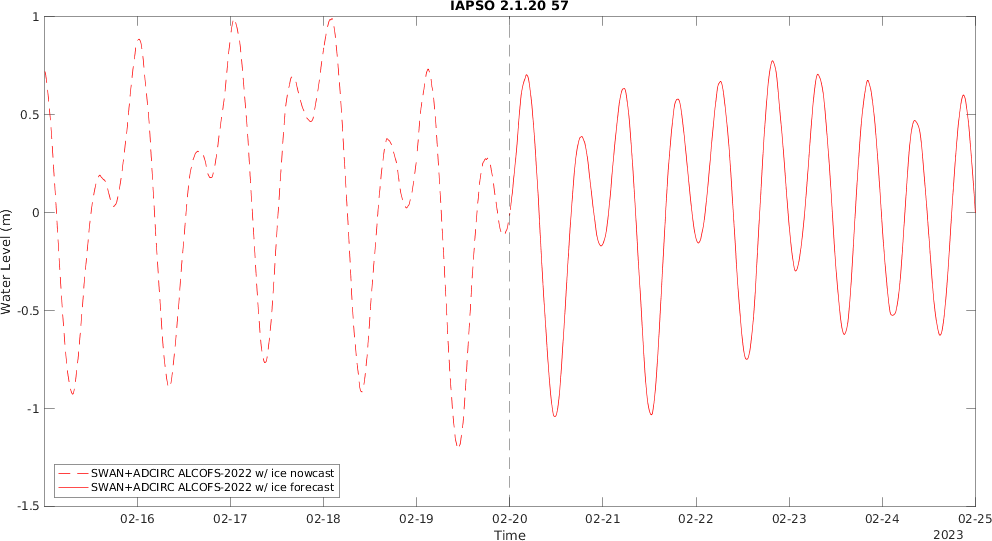 IAPSO 2.1.20 57
Water Level (m)
1
0.5
0
-0.5
-1
-1.5
SWAN+ADCIRC ALCOFS-2022 w/ ice nowcast
SWAN+ADCIRC ALCOFS-2022 w/ ice forecast
02-16 02-17 02-18 02-19 02-20 02-21 02-22 02-23 02-24 02-25
Time
2023